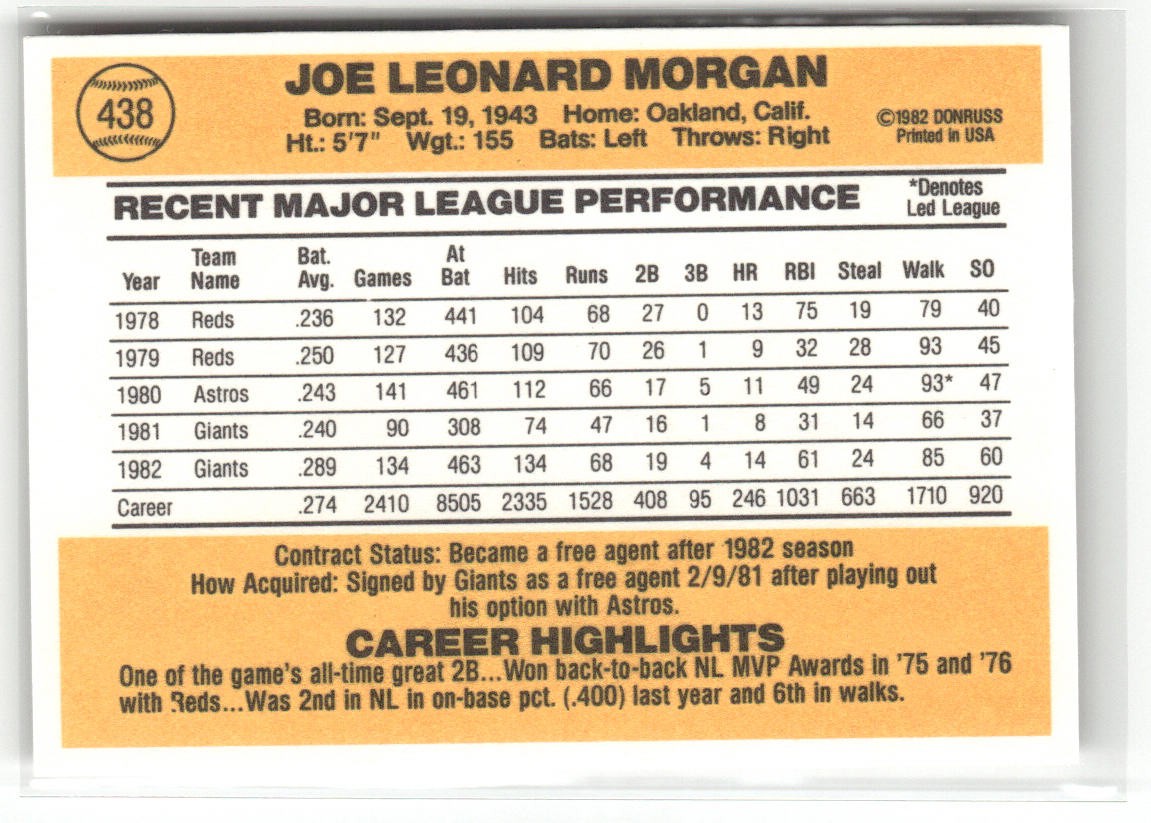 438
JOE LEONARD MORGAN
Born: Sept. 19, 1943 Home: Oakland, Calif.
Ht.: 5'7" Wgt.: 155 Bats: Left Throws: Right
©1982 DONRUSS
Printed in USA
RECENT MAJOR LEAGUE PERFORMANCE
*Denotes
Led League
Year Team Name Bat. Avg. Games At Bat Hits Runs 2B 3B HR RBI Steal Walk SO
1978 Reds .236 132 441 104 68 27 0 13 75 19 79 40
1979 Reds .250 127 436 109 70 26 1 9 32 28 93 45
1980 Astros .243 141 461 112 66 17 5 11 49 24 93* 47
1981 Giants .240 90 308 74 47 16 1 8 31 14 66 37
1982 Giants .289 134 463 134 68 19 4 14 61 24 85 60
Career .274 2410 8505 2335 1528 408 95 246 1031 663 1710 920
Contract Status: Became a free agent after 1982 season
How Acquired: Signed by Giants as a free agent 2/9/81 after playing out
his option with Astros.
CAREER HIGHLIGHTS
One of the game's all-time great 2B...Won back-to-back NL MVP Awards in '75 and '76
with Reds...Was 2nd in NL in on-base pct. (.400) last year and 6th in walks.